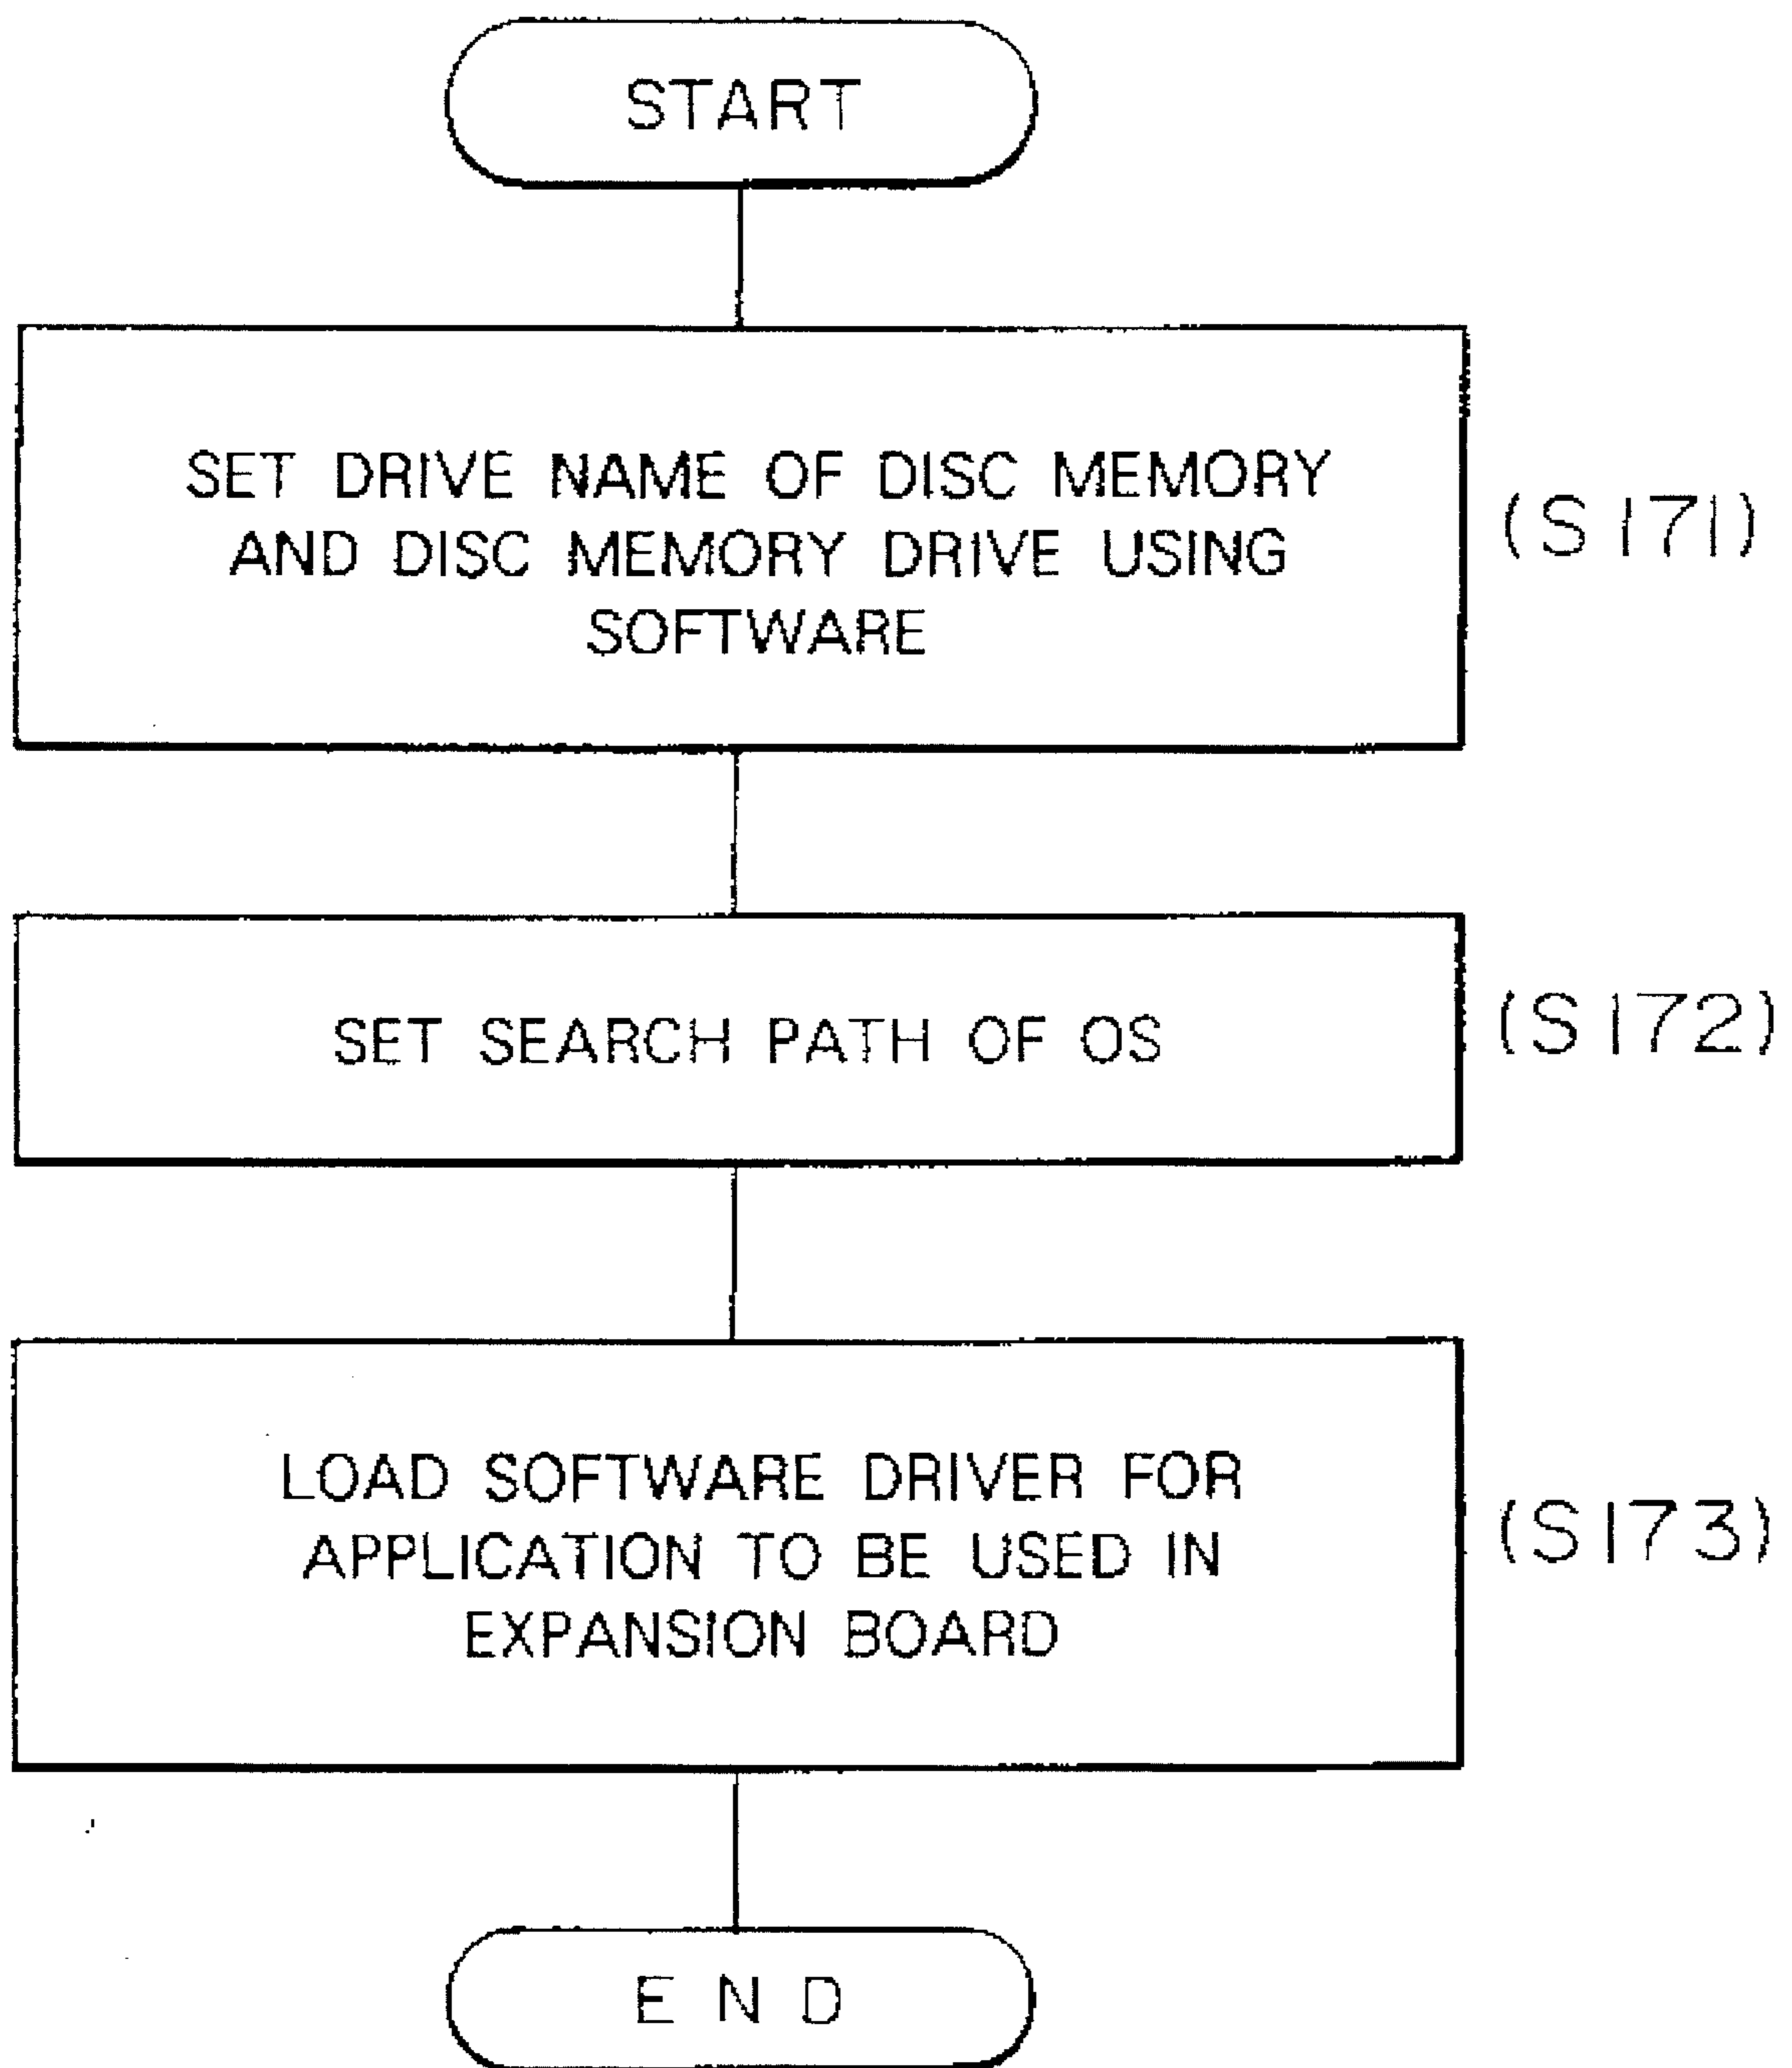 START
SET DRIVE NAME OF DISC MEMORY
AND DISC MEMORY DRIVE USING
SOFTWARE
(S171)
SET SEARCH PATH OF OS
(S172)
LOAD SOFTWARE DRIVER FOR
APPLICATION TO BE USED IN
EXPANSION BOARD
(S173)
END